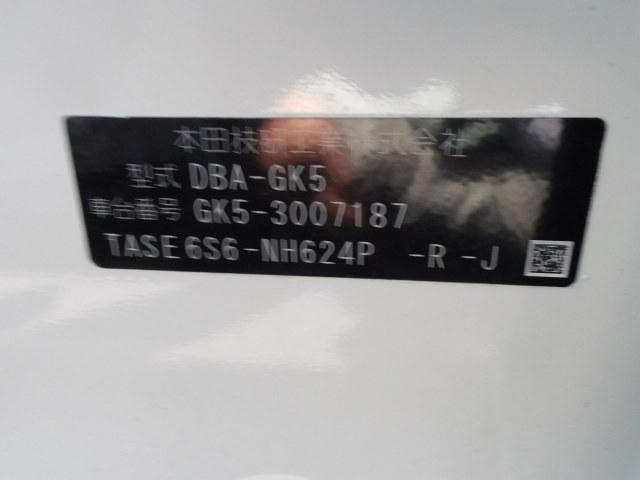 本田技研工業株式会社
型式 DBA-GK5
車台番号 GK5-3007187
TASE6S6-NH624P -R -J